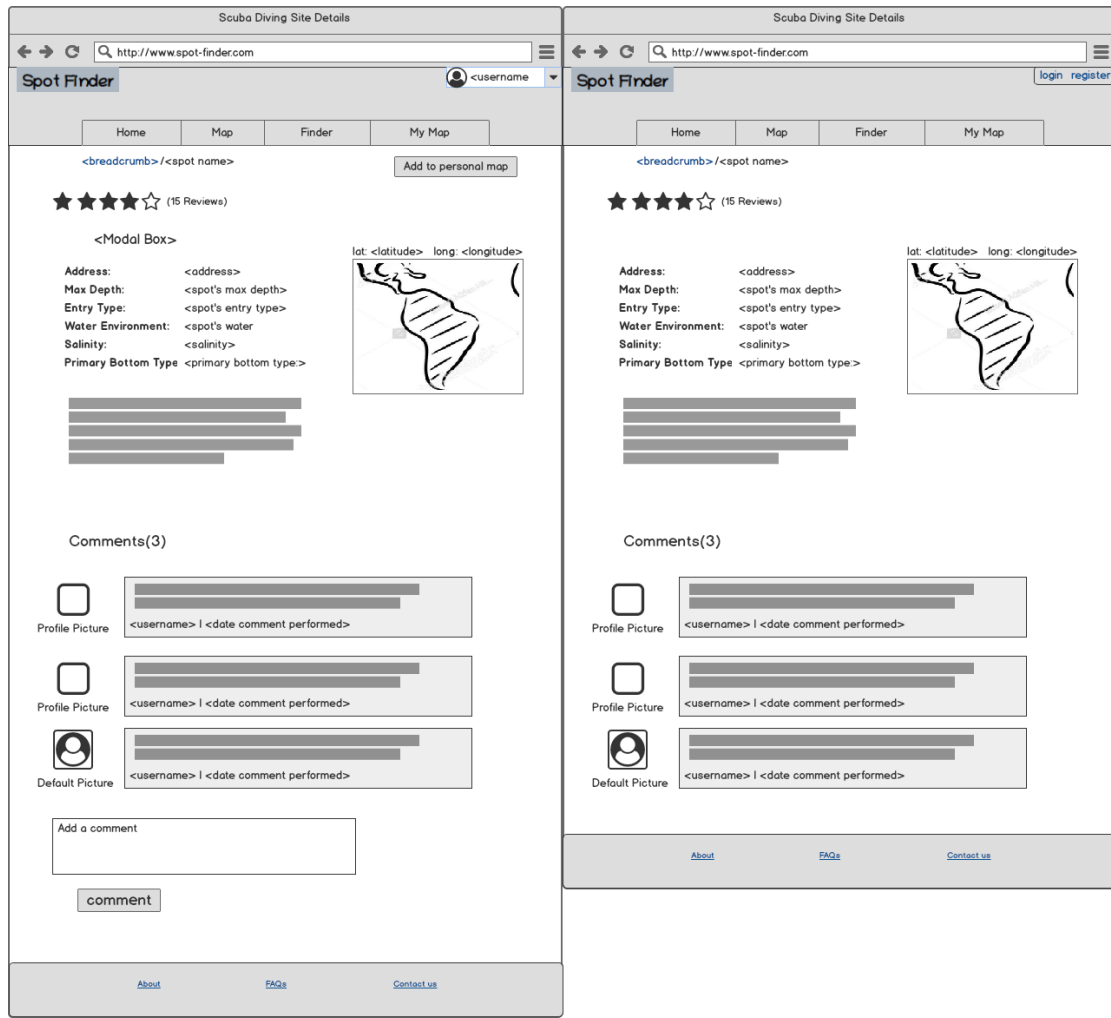 Scuba Diving Site Details
http://www.spot-finder.com
Spot Finder
<username
Home Map Finder My Map
<breadcrumb>/<spot name>
Add to personal map
(15 Reviews)
<Modal Box>
lat: <latitude> long: <longitude>
Address: <address>
Max Depth: <spot's max depth>
Entry Type: <spot's entry type>
Water Environment: <spot's water
Salinity: <salinity>
Primary Bottom Type <primary bottom type:>
Comments(3)
Profile Picture
<username> | <date comment performed>
Profile Picture
<username> | <date comment performed>
Default Picture
<username> | <date comment performed>
Add a comment
comment
About FAQs Contact us
Scuba Diving Site Details
http://www.spot-finder.com
Spot Finder
login register
Home Map Finder My Map
<breadcrumb>/<spot name>
(15 Reviews)
lat: <latitude> long: <longitude>
Address: <address>
Max Depth: <spot's max depth>
Entry Type: <spot's entry type>
Water Environment: <spot's water
Salinity: <salinity>
Primary Bottom Type <primary bottom type:>
Comments(3)
Profile Picture
<username> | <date comment performed>
Profile Picture
<username> | <date comment performed>
Default Picture
<username> | <date comment performed>
About FAQs Contact us